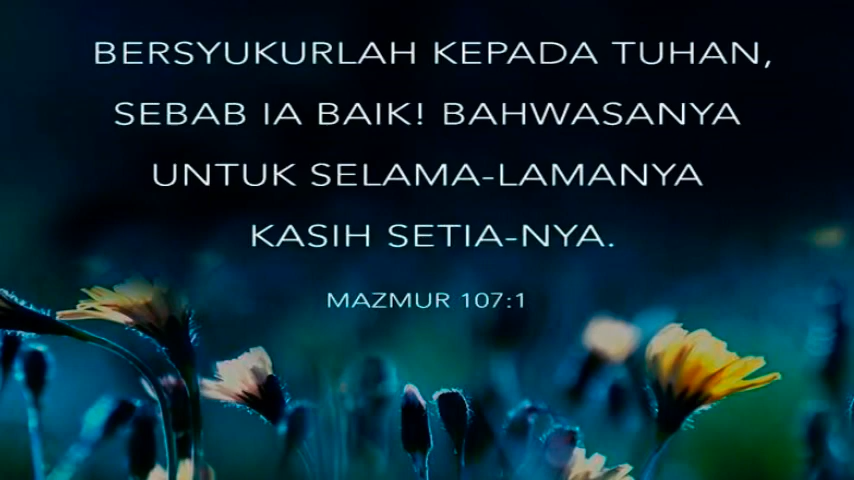 BERSYUKURLAH KEPADA TUHAN,
SEBAB IA BAIK! BAHWASANYA
UNTUK SELAMA-LAMANYA
KASIH SETIA-NYA.
MAZMUR 107:1